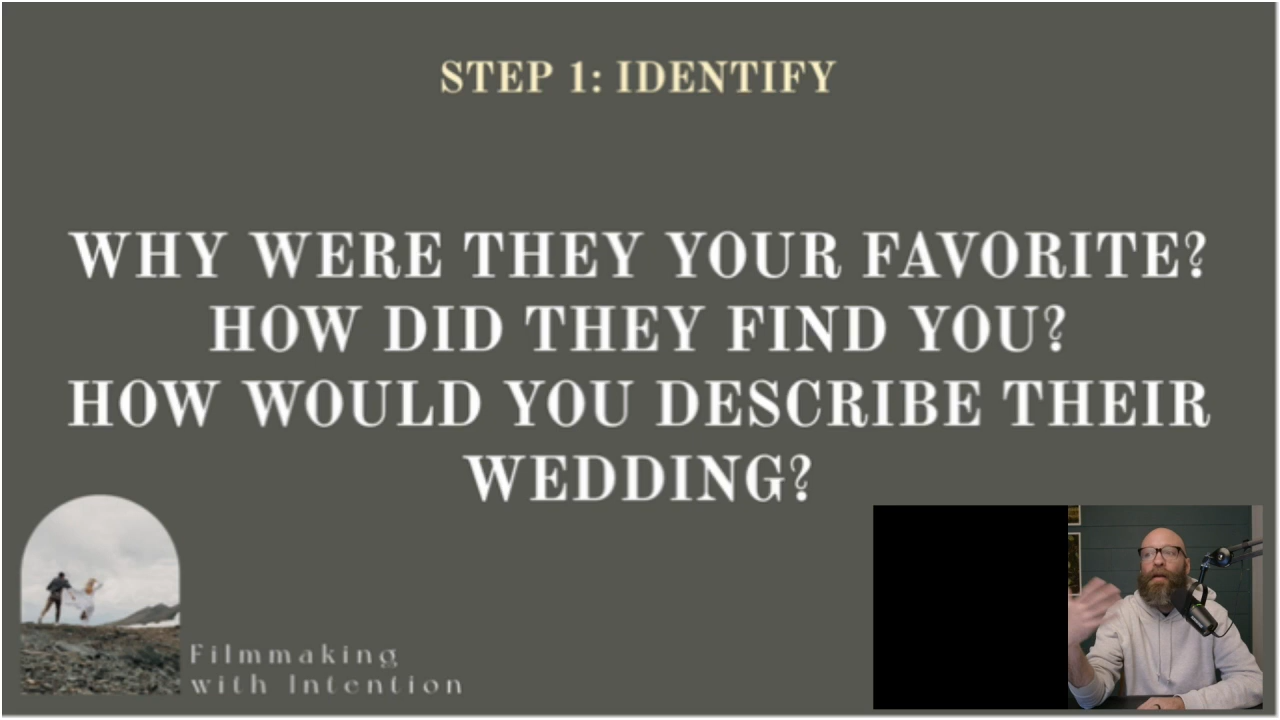 STEP 1: IDENTIFY
WHY WERE THEY YOUR FAVORITE?
HOW DID THEY FIND YOU?
HOW WOULD YOU DESCRIBE THEIR
WEDDING?
Filmmaking
with Intention